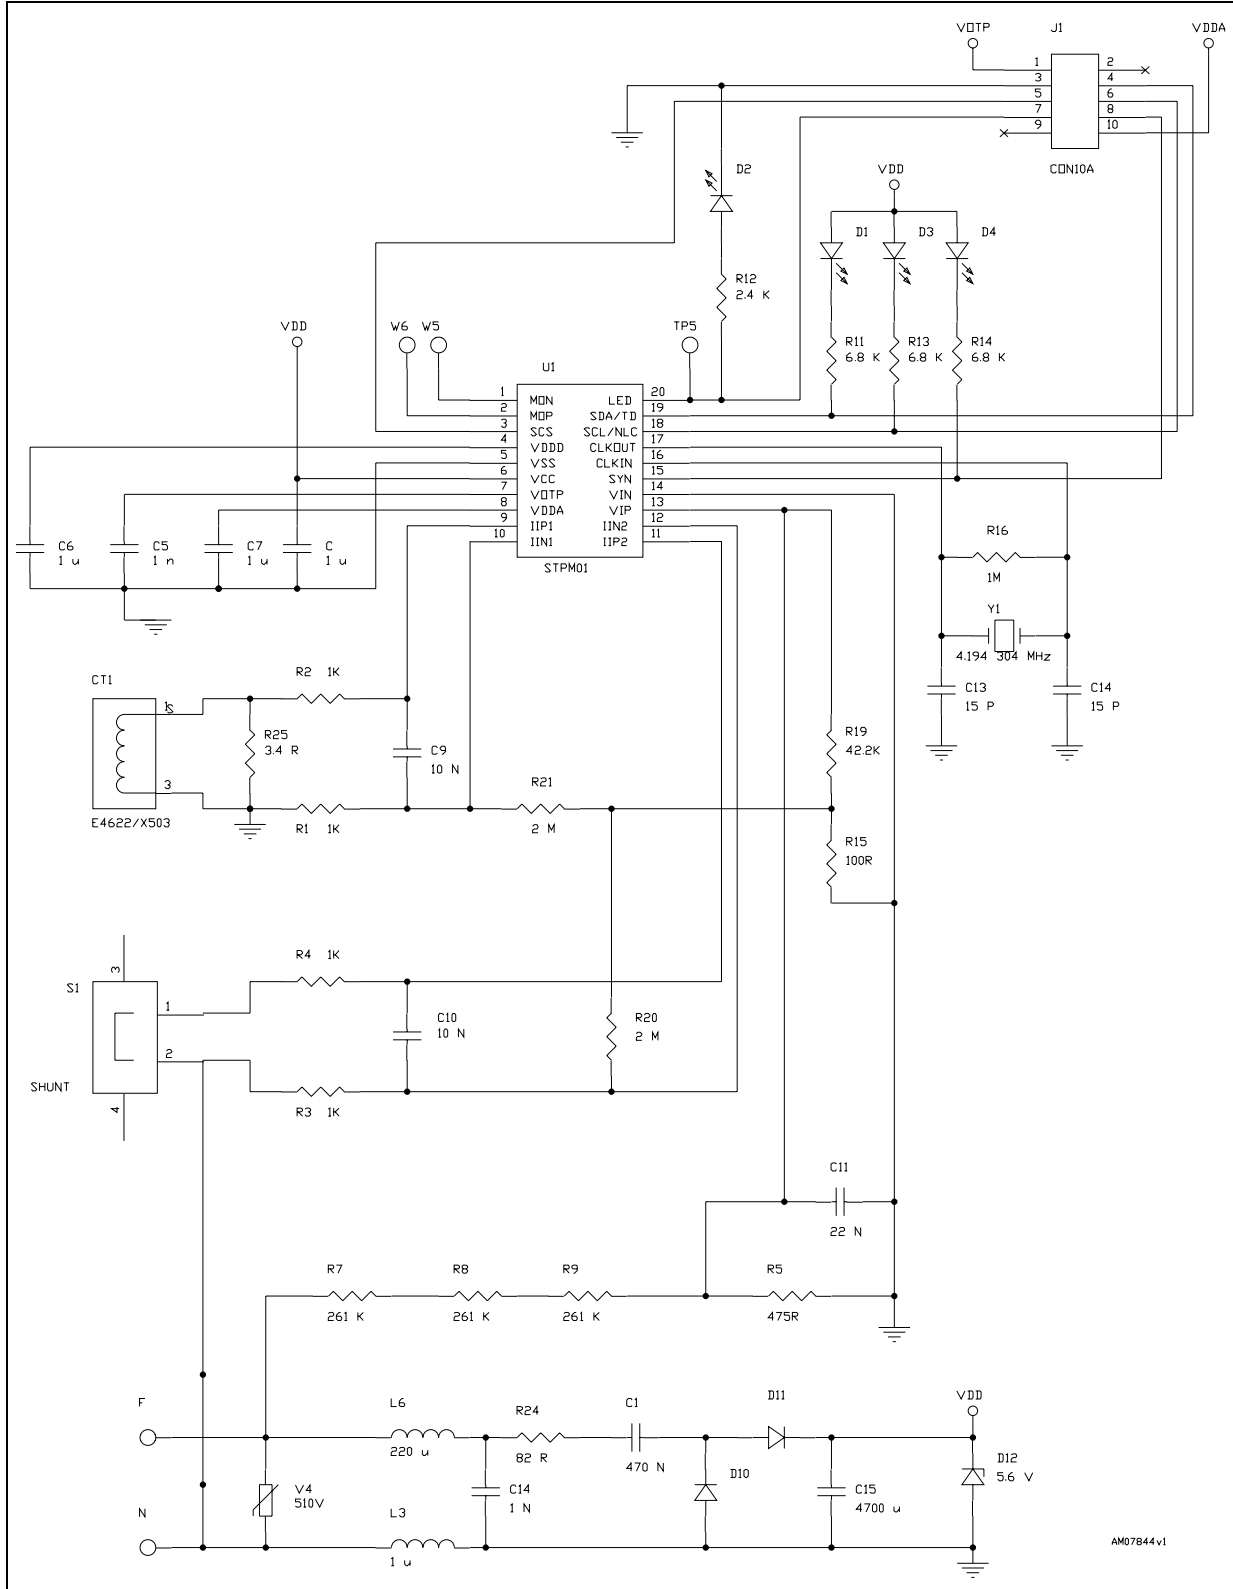 VOTP J1 VDDA
1 2
3 4
5 6
7 8
9 10
CON10A
D2
VDD
D1 D3 D4
R12
2.4 K
VDD
W6 W5 TP5
R11 R13 R14
6.8 K 6.8 K 6.8 K
U1
1 MON LED 20
2 MOP SDA/TD 19
3 SCS SCL/NLC 18
4 VDDD CLKOUT 17
5 VSS CLKIN 16
6 VCC SYN 15
7 VOTP VIN 14
8 VDDA VIP 13
9 IIP1 IIN2 12
10 IIN1 IIP2 11
STPM01
C6 C5 C7 C
1 u 1 n 1 u 1 u
R16
1M
Y1
4.194 304 MHz
CT1
R2 1K
C13 C14
15 P 15 P
1 S
R25
3.4 R
C9
10 N
R19
42.2K
3
R21
E4622/X503
R1 1K
2 M
R15
100R
R4 1K
3
S1
1
C10
10 N
R20
2 M
2
SHUNT
4
R3 1K
C11
22 N
R7 R8 R9 R5
261 K 261 K 261 K 475R
F
L6
R24
C1
D11
VDD
220 u
82 R
470 N
D10
D12
5.6 V
V4
510V
C14
1 N
C15
4700 u
N
L3
1 u
AM07844v1